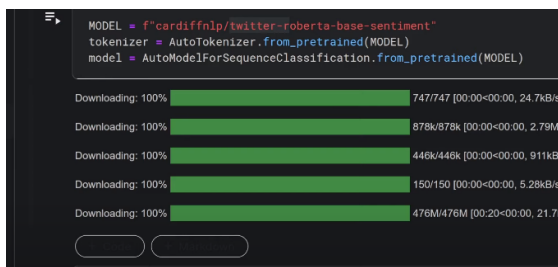 MODEL = f"cardiffnlp/twitter-roberta-base-sentiment"
tokenizer = AutoTokenizer.from_pretrained(MODEL)
model = AutoModelForSequenceClassification.from_pretrained(MODEL)
Downloading: 100% 747/747 [00:00<00:00, 24.7kB/s
Downloading: 100% 878k/878k [00:00<00:00, 2.79M
Downloading: 100% 446k/446k [00:00<00:00, 911kB
Downloading: 100% 150/150 [00:00<00:00, 5.28kB/s
Downloading: 100% 476M/476M [00:20<00:00, 21.7